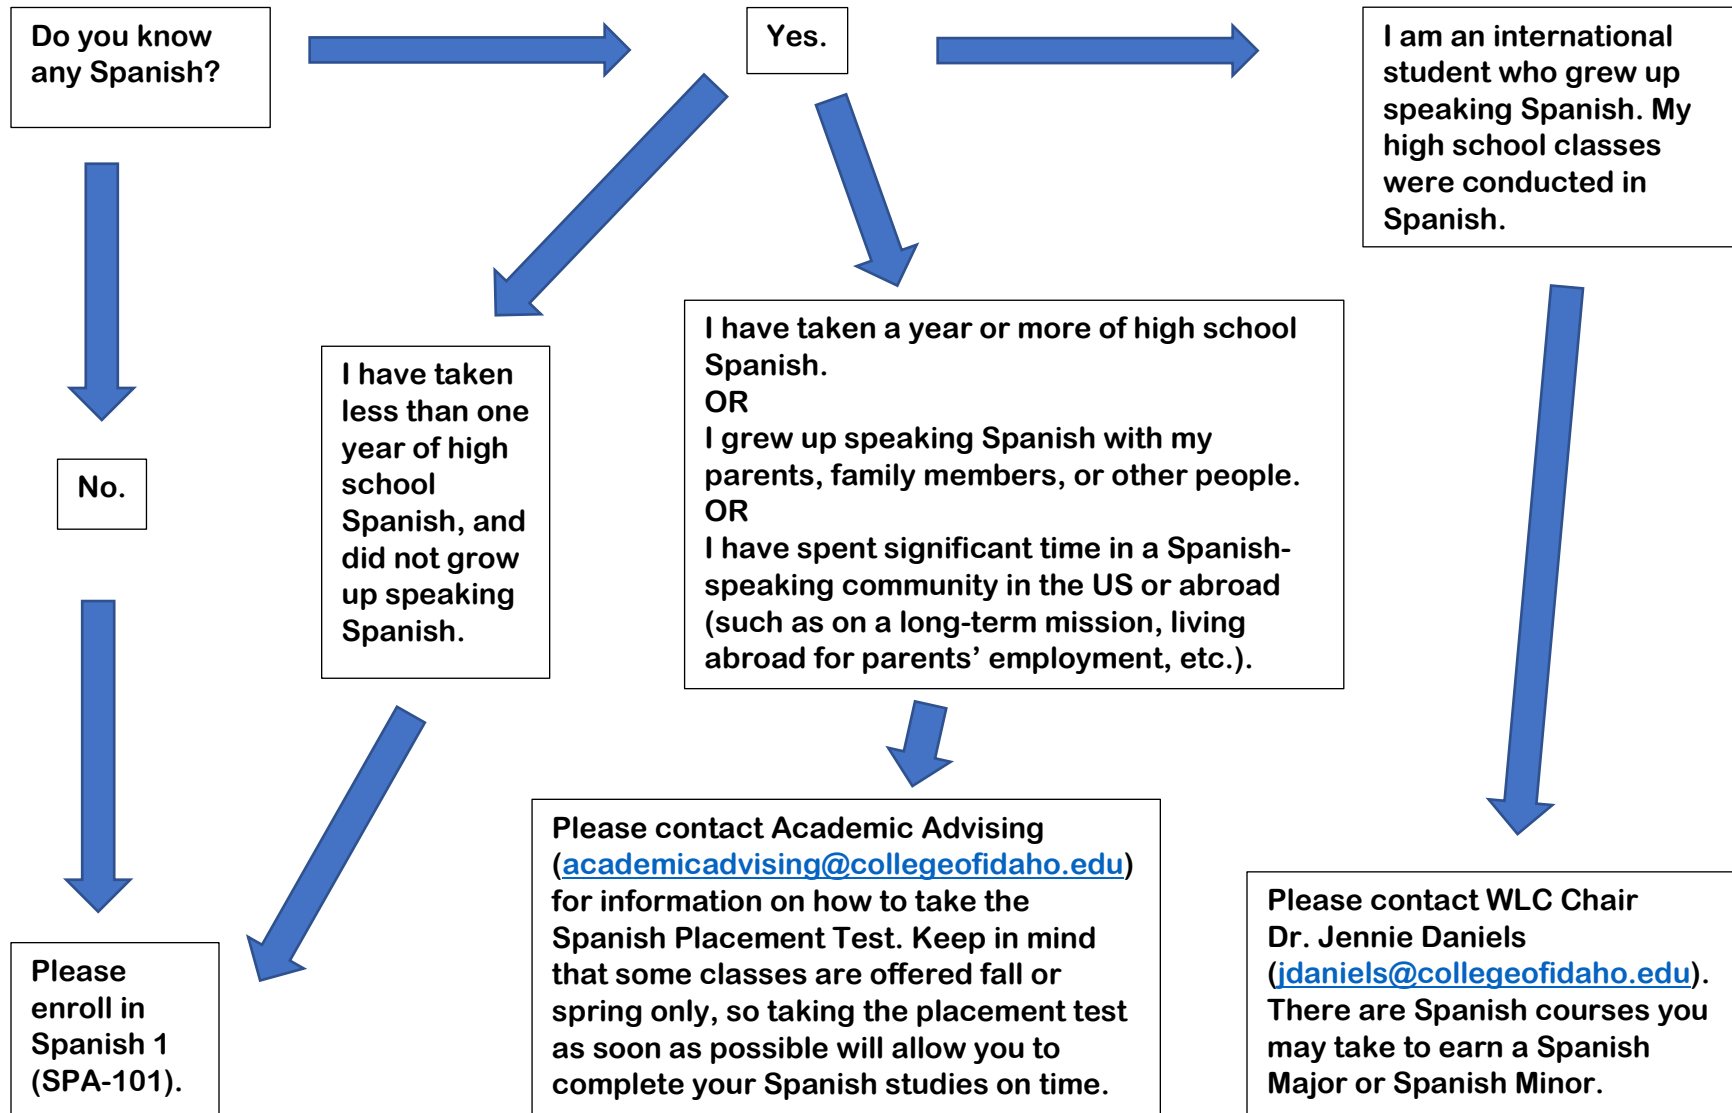 Do you know
any Spanish?
Yes.
I am an international
student who grew up
speaking Spanish. My
high school classes
were conducted in
Spanish.
No.
I have taken
less than one
year of high
school
Spanish, and
did not grow
up speaking
Spanish.
I have taken a year or more of high school
Spanish.
OR
I grew up speaking Spanish with my
parents, family members, or other people.
OR
I have spent significant time in a Spanish-
speaking community in the US or abroad
(such as on a long-term mission, living
abroad for parents’ employment, etc.).
Please
enroll in
Spanish 1
(SPA-101).
Please contact Academic Advising
(academicadvising@collegeofidaho.edu)
for information on how to take the
Spanish Placement Test. Keep in mind
that some classes are offered fall or
spring only, so taking the placement test
as soon as possible will allow you to
complete your Spanish studies on time.
Please contact WLC Chair
Dr. Jennie Daniels
(jdaniels@collegeofidaho.edu).
There are Spanish courses you
may take to earn a Spanish
Major or Spanish Minor.